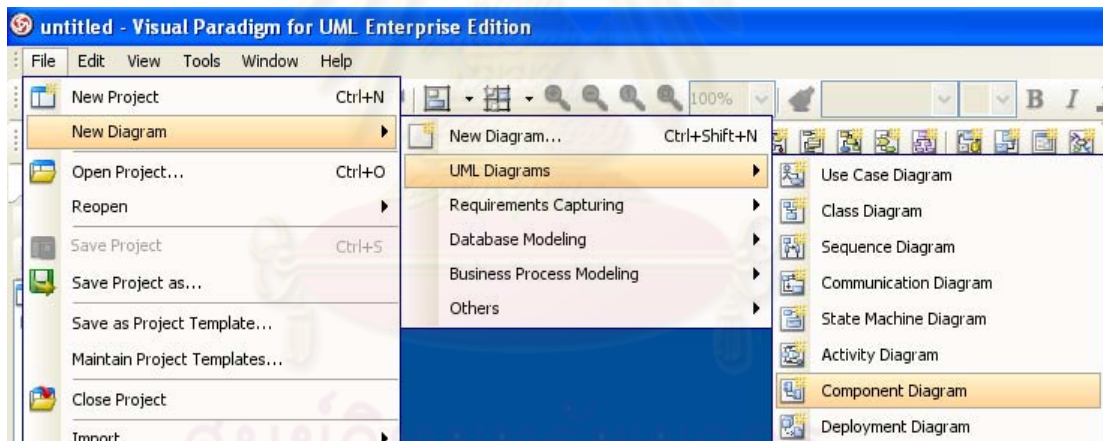 untitled - Visual Paradigm for UML Enterprise Edition
File Edit View Tools Window Help
New Project Ctrl+N
New Diagram
Open Project... Ctrl+O
Reopen
Save Project Ctrl+S
Save Project as...
Save as Project Template...
Maintain Project Templates...
Close Project
Import
100%
B I
New Diagram... Ctrl+Shift+N
UML Diagrams
Requirements Capturing
Database Modeling
Business Process Modeling
Others
Use Case Diagram
Class Diagram
Sequence Diagram
Communication Diagram
State Machine Diagram
Activity Diagram
Component Diagram
Deployment Diagram